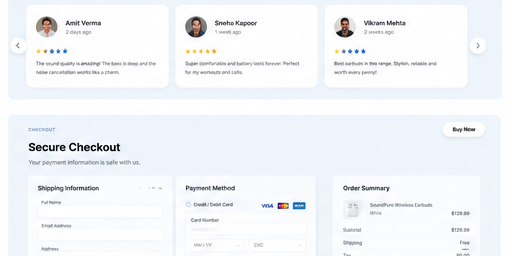 Amit Verma
2 days ago
The sound quality is amazing! The bass is deep and the
noise cancellation works like a charm.
Sneha Kapoor
1 week ago
Super comfortable and battery lasts forever. Perfect
for my workouts and calls.
Vikram Mehta
2 weeks ago
Best earbuds in this range. Stylish, reliable and
worth every penny!
CHECKOUT
Secure Checkout
Your payment information is safe with us.
Buy Now
Shipping Information
Full Name
Email Address
Address
Payment Method
Credit / Debit Card
VISA
Card Number
MM / YY
CVC
Order Summary
SoundPure Wireless Earbuds
White
$129.99
Subtotal
$129.99
Shipping
Free
Tax